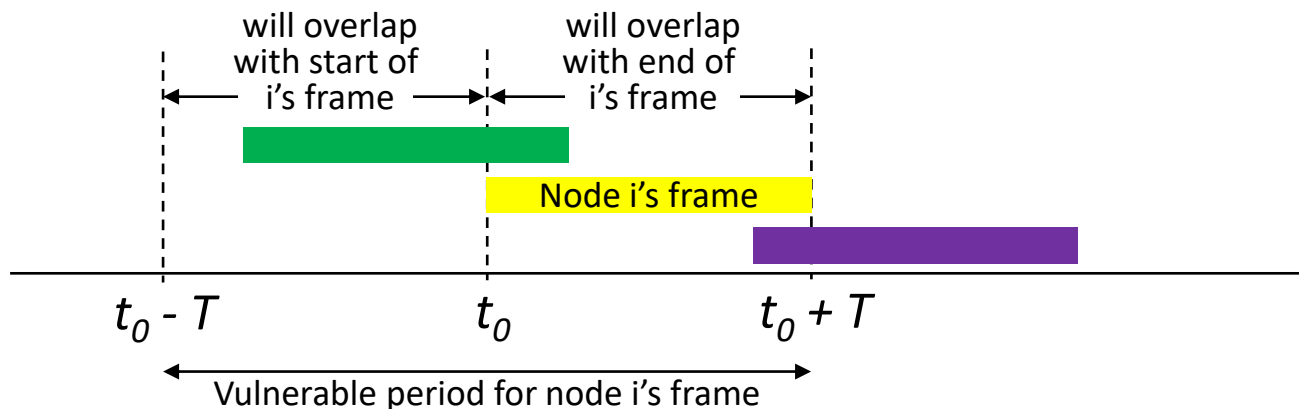 will overlap
with start of
i's frame
will overlap
with end of
i's frame
Node i's frame
t₀ - T
t₀
t₀ + T
Vulnerable period for node i's frame